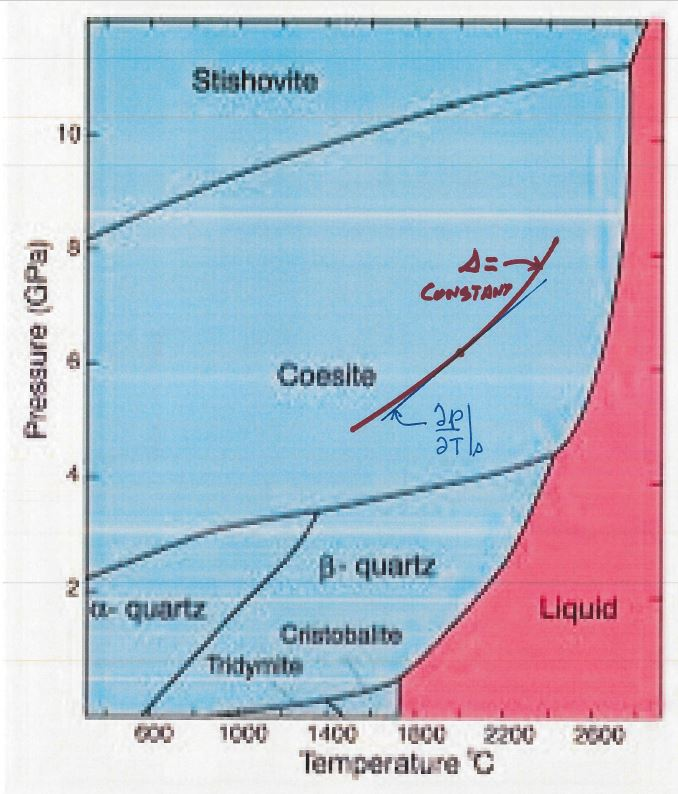 Stishovite
10
8
Δ=
CONSTANT
Pressure (GPa)
6
Coesite
∂P
∂T|s
4
β- quartz
2
α- quartz
Liquid
Cristobalite
Tridymite
600
1000
1400
1800
2200
2600
Temperature °C